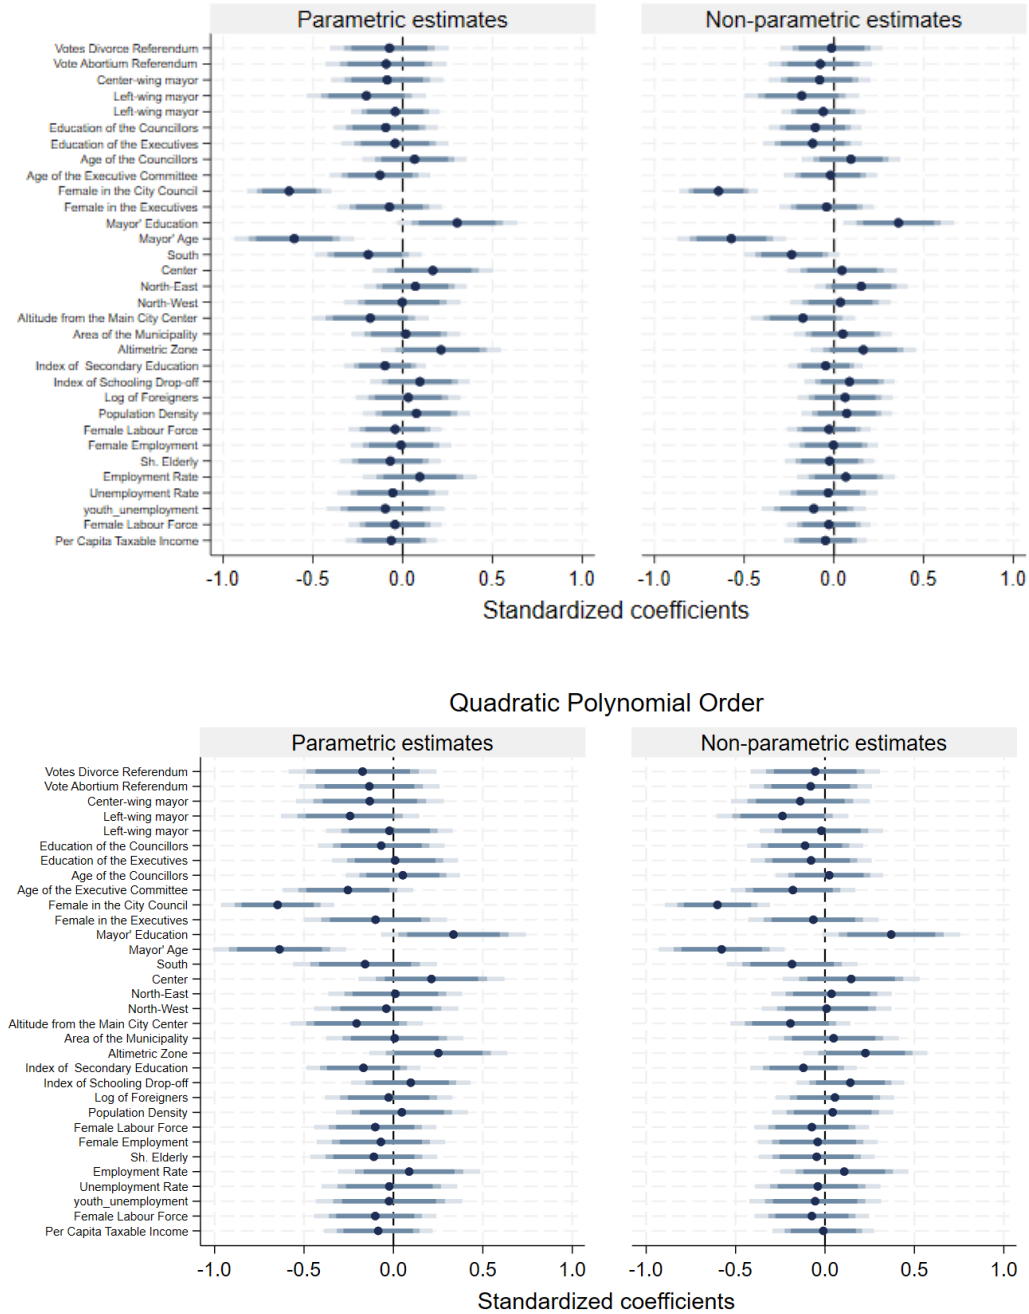 Parametric estimates
Non-parametric estimates
Votes Divorce Referendum
Vote Abortium Referendum
Center-wing mayor
Left-wing mayor
Left-wing mayor
Education of the Councillors
Education of the Executives
Age of the Councillors
Age of the Executive Committee
Female in the City Council
Female in the Executives
Mayor' Education
Mayor' Age
South
Center
North-East
North-West
Altitude from the Main City Center
Area of the Municipality
Altimetric Zone
Index of  Secondary Education
Index of Schooling Drop-off
Log of Foreigners
Population Density
Female Labour Force
Female Employment
Sh. Elderly
Employment Rate
Unemployment Rate
youth_unemployment
Female Labour Force
Per Capita Taxable Income
-1.0 -0.5 0.0 0.5 1.0
-1.0 -0.5 0.0 0.5 1.0
Standardized coefficients
Quadratic Polynomial Order
Parametric estimates
Non-parametric estimates
Votes Divorce Referendum
Vote Abortium Referendum
Center-wing mayor
Left-wing mayor
Left-wing mayor
Education of the Councillors
Education of the Executives
Age of the Councillors
Age of the Executive Committee
Female in the City Council
Female in the Executives
Mayor' Education
Mayor' Age
South
Center
North-East
North-West
Altitude from the Main City Center
Area of the Municipality
Altimetric Zone
Index of  Secondary Education
Index of Schooling Drop-off
Log of Foreigners
Population Density
Female Labour Force
Female Employment
Sh. Elderly
Employment Rate
Unemployment Rate
youth_unemployment
Female Labour Force
Per Capita Taxable Income
-1.0 -0.5 0.0 0.5 1.0
-1.0 -0.5 0.0 0.5 1.0
Standardized coefficients